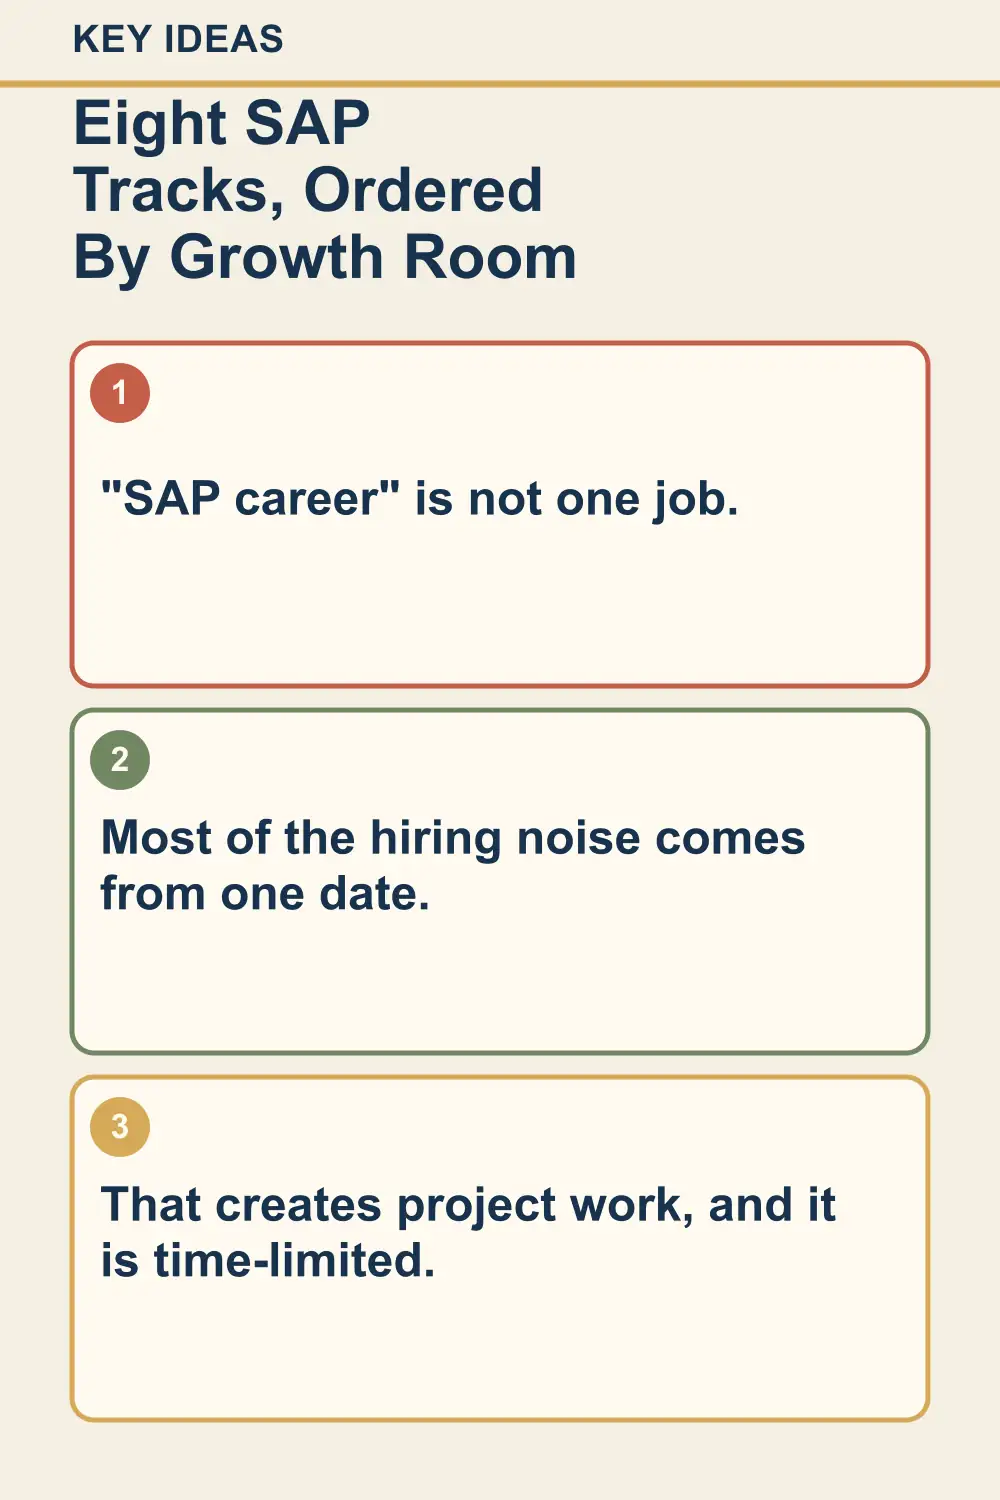 KEY IDEAS
Eight SAP
Tracks, Ordered
By Growth Room
1
"SAP career" is not one job.
2
Most of the hiring noise comes
from one date.
3
That creates project work, and it
is time-limited.